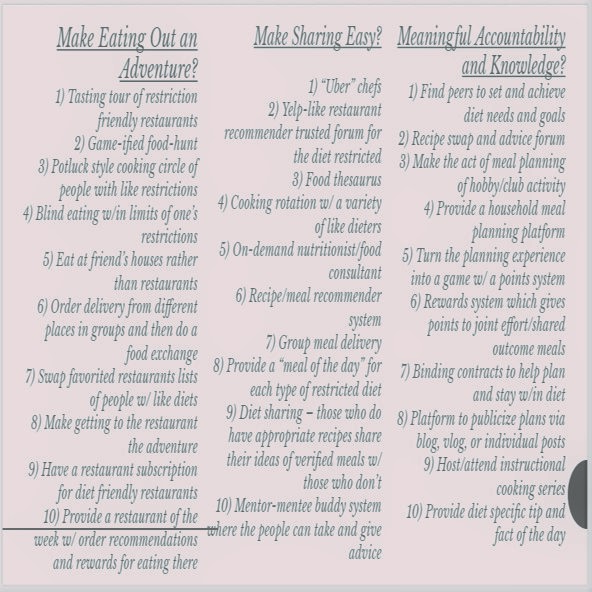 Make Eating Out an
Adventure?
1) Tasting tour of restriction
friendly restaurants
2) Game-ified food-hunt
3) Potluck style cooking circle of
people with like restrictions
4) Blind eating w/in limits of one's
restrictions
5) Eat at friend's houses rather
than restaurants
6) Order delivery from different
places in groups and then do a
food exchange
7) Swap favorited restaurants lists
of people w/ like diets
8) Make getting to the restaurant
the adventure
9) Have a restaurant subscription
for diet friendly restaurants
10) Provide a restaurant of the
week w/ order recommendations
and rewards for eating there
Make Sharing Easy?
1) “Uber” chefs
2) Yelp-like restaurant
recommender trusted forum for
the diet restricted
3) Food thesaurus
4) Cooking rotation w/ a variety
of like dieters
5) On-demand nutritionist/food
consultant
6) Recipe/meal recommender
system
7) Group meal delivery
8) Provide a “meal of the day” for
each type of restricted diet
9) Diet sharing – those who do
have appropriate recipes share
their ideas of verified meals w/
those who don't
10) Mentor-mentee buddy system
where the people can take and give
advice
Meaningful Accountability
and Knowledge?
1) Find peers to set and achieve
diet needs and goals
2) Recipe swap and advice forum
3) Make the act of meal planning
of hobby/club activity
4) Provide a household meal
planning platform
5) Turn the planning experience
into a game w/ a points system
6) Rewards system which gives
points to joint effort/shared
outcome meals
7) Binding contracts to help plan
and stay w/in diet
8) Platform to publicize plans via
blog, vlog, or individual posts
9) Host/attend instructional
cooking series
10) Provide diet specific tip and
fact of the day